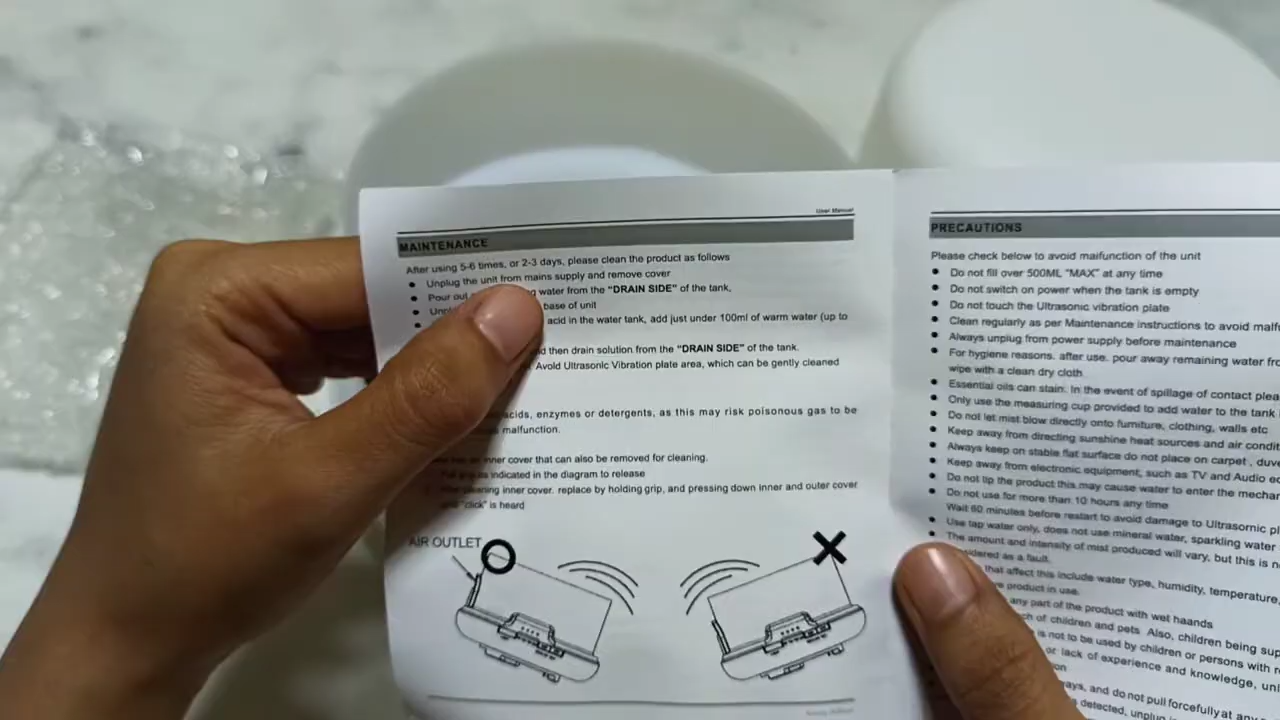 User Manual
MAINTENANCE
After using 5-6 times, or 2-3 days, please clean the product as follows
Unplug the unit from mains supply and remove cover
Pour out water from the "DRAIN SIDE" of the tank,
base of unit
acid in the water tank, add just under 100ml of warm water (up to
then drain solution from the "DRAIN SIDE" of the tank.
Avoid Ultrasonic Vibration plate area, which can be gently cleaned
acids, enzymes or detergents, as this may risk poisonous gas to be
malfunction.
inner cover that can also be removed for cleaning.
as indicated in the diagram to release
cleaning inner cover. replace by holding grip, and pressing down inner and outer cover
"click" is heard
AIR OUTLET
PRECAUTIONS
Please check below to avoid maifunction of the unit
Do not fill over 500ML "MAX" at any time
Do not switch on power when the tank is empty
Do not touch the Ultrasonic vibration plate
Clean regularly as per Maintenance instructions to avoid malf
Always unplug from power supply before maintenance
For hygiene reasons. after use. pour away remaining water fr
wipe with a clean dry cloth
Essential oils can stain. In the event of spillage of contact plea
Only use the measuring cup provided to add water to the tank
Do not let mist blow directly onto furniture, clothing, walls etc
Keep away from directing sunshine heat sources and air condit
Always keep on stable flat surface do not place on carpet , duve
Keep away from electronic equipment, such as TV and Audio ec
Do not tip the product this may cause water to enter the mechar
Do not use for more than 10 hours any time
Wait 60 minutes before restart to avoid damage to Ultrasornic pl
Use tap water only, does not use mineral water, sparkling water
The amount and intensity of mist produced will vary, but this is n
sidered as a fault.
that affect this include water type, humidity, temperature,
product in use.
any part of the product with wet haands
of children and pets. Also, children being sup
is not to be used by children or persons with r
or lack of experience and knowledge, unl
and do not pull forcefully at any
detected, unplug